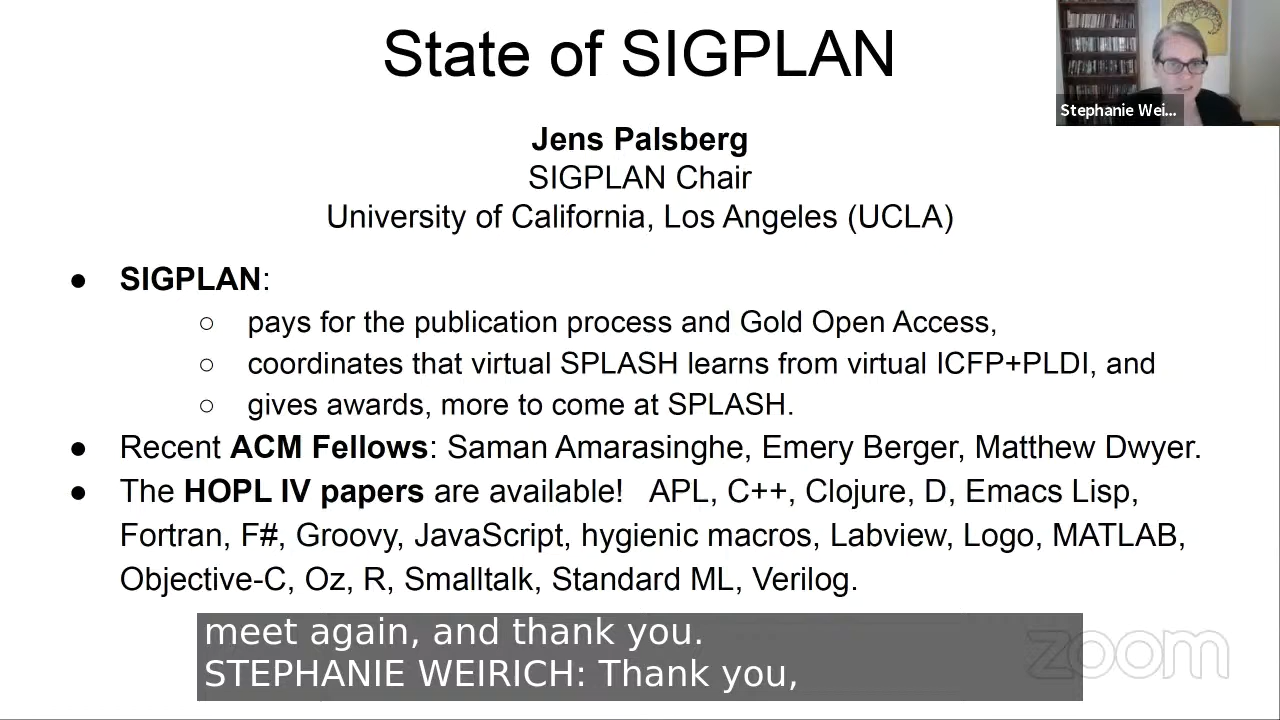 State of SIGPLAN
Stephanie Wei...
Jens Palsberg
SIGPLAN Chair
University of California, Los Angeles (UCLA)
● SIGPLAN:
○ pays for the publication process and Gold Open Access,
○ coordinates that virtual SPLASH learns from virtual ICFP+PLDI, and
○ gives awards, more to come at SPLASH.
● Recent ACM Fellows: Saman Amarasinghe, Emery Berger, Matthew Dwyer.
● The HOPL IV papers are available! APL, C++, Clojure, D, Emacs Lisp,
Fortran, F#, Groovy, JavaScript, hygienic macros, Labview, Logo, MATLAB,
Objective-C, Oz, R, Smalltalk, Standard ML, Verilog.
meet again, and thank you.
STEPHANIE WEIRICH: Thank you,
zoom